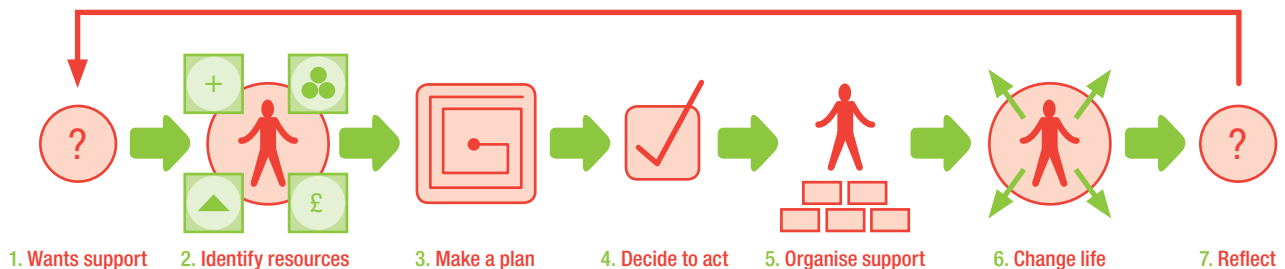 ?
+
£
?
1. Wants support
2. Identify resources
3. Make a plan
4. Decide to act
5. Organise support
6. Change life
7. Reflect